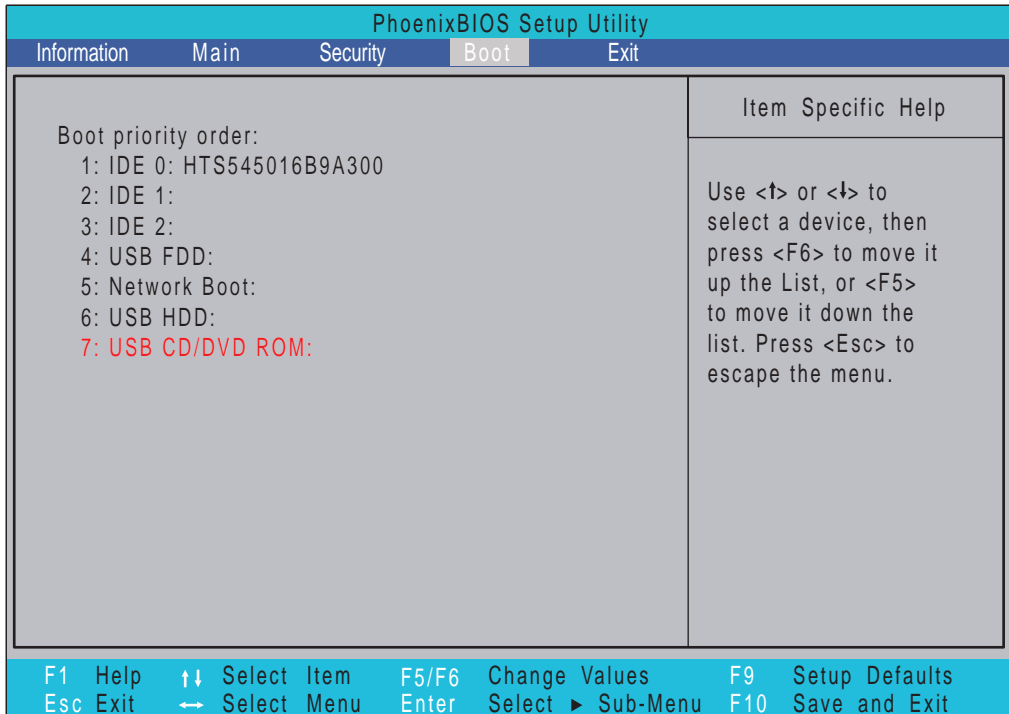 PhoenixBIOS Setup Utility
Information Main Security Boot Exit
Boot priority order:
1: IDE 0: HTS545016B9A300
2: IDE 1:
3: IDE 2:
4: USB FDD:
5: Network Boot:
6: USB HDD:
7: USB CD/DVD ROM:
Item Specific Help
Use <↑> or <↓> to
select a device, then
press <F6> to move it
up the List, or <F5>
to move it down the
list. Press <Esc> to
escape the menu.
F1 Help ↑↓ Select Item F5/F6 Change Values F9 Setup Defaults
Esc Exit ↔ Select Menu Enter Select ► Sub-Menu F10 Save and Exit